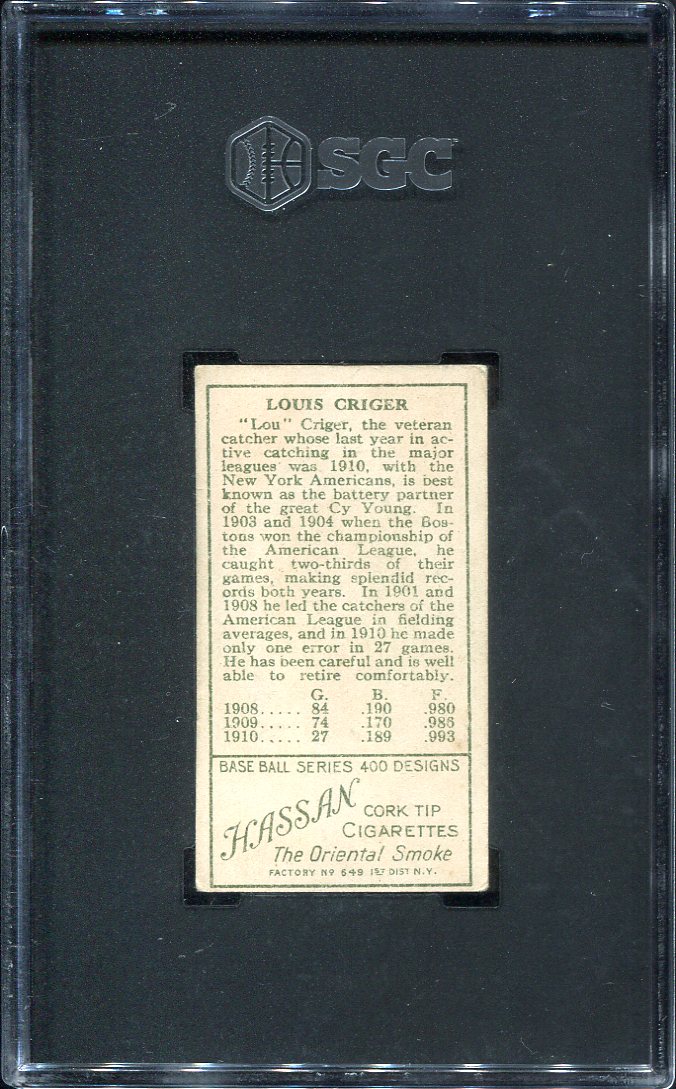 SGC
LOUIS CRIGER
"Lou" Criger, the veteran
catcher whose last year in ac-
tive catching in the major
leagues was 1910, with the
New York Americans, is best
known as the battery partner
of the great Cy Young. In
1903 and 1904 when the Bos-
tons won the championship of
the American League, he
caught two-thirds of their
games, making splendid rec-
ords both years. In 1901 and
1908 he led the catchers of the
American League in fielding
averages, and in 1910 he made
only one error in 27 games.
He has been careful and is well
able to retire comfortably.
G. B. F.
1908..... 84 .190 .980
1909..... 74 .170 .986
1910..... 27 .189 .993
BASE BALL SERIES 400 DESIGNS
HASSAN CORK TIP
CIGARETTES
The Oriental Smoke
FACTORY Nº 649 1ST DIST N.Y.